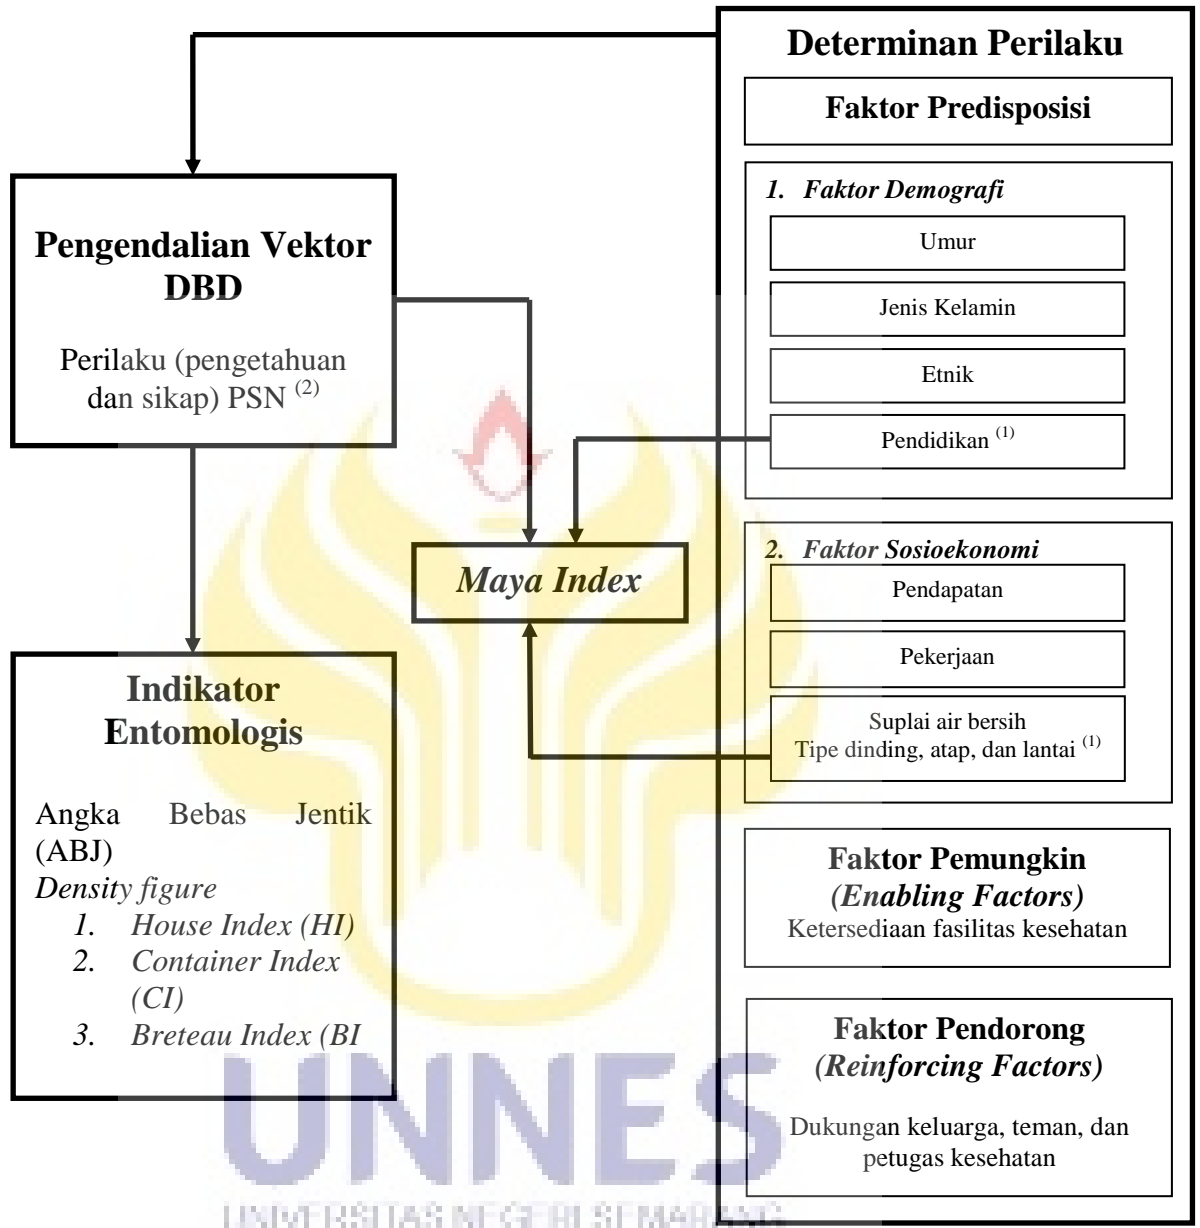 Determinan Perilaku
Faktor Predisposisi
1. Faktor Demografi
Umur
Jenis Kelamin
Etnik
Pendidikan (1)
2. Faktor Sosioekonomi
Pendapatan
Pekerjaan
Suplai air bersih
Tipe dinding, atap, dan lantai (1)
Faktor Pemungkin
(Enabling Factors)
Ketersediaan fasilitas kesehatan
Faktor Pendorong
(Reinforcing Factors)
Dukungan keluarga, teman, dan
petugas kesehatan
Pengendalian Vektor
DBD
Perilaku (pengetahuan
dan sikap) PSN (2)
Maya Index
Indikator
Entomologis
Angka Bebas Jentik
(ABJ)
Density figure
1. House Index (HI)
2. Container Index
(CI)
3. Breteau Index (BI
UNNES
UNIVERSITAS NEGERI SEMARANG